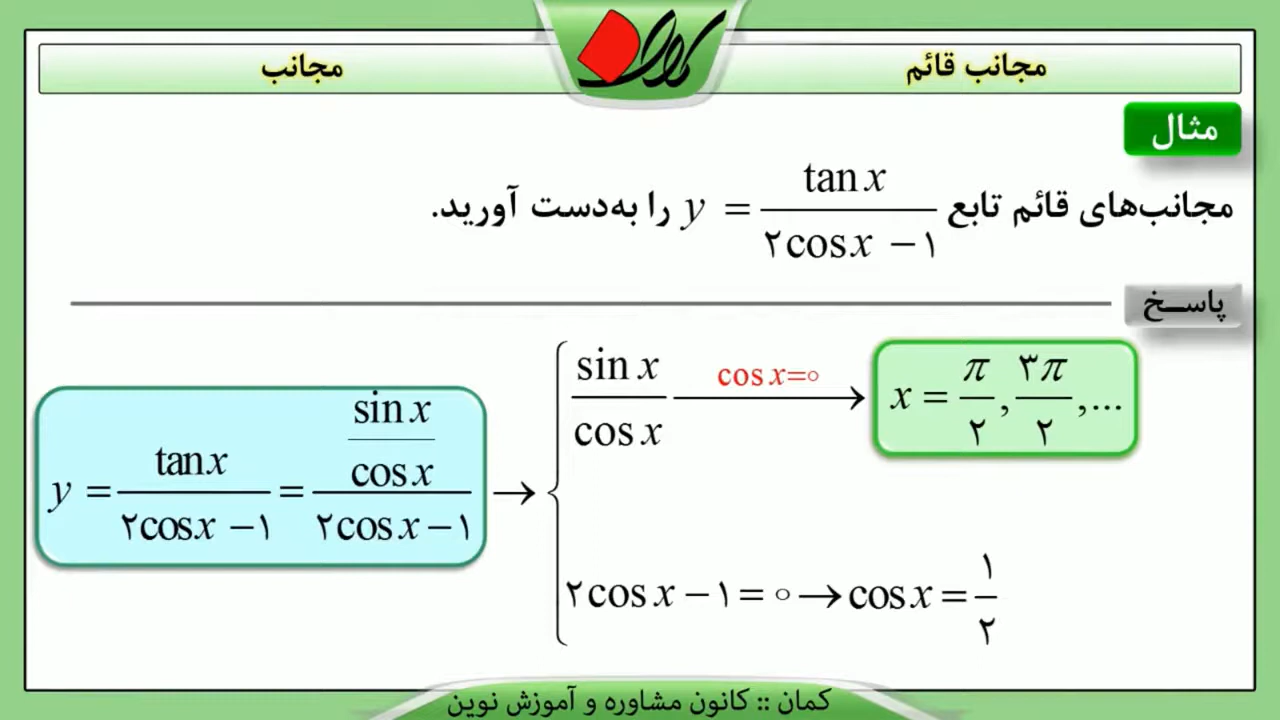 مجانب قائم
مجانب
مثال
مجانب‌های قائم تابع y = tan x / ۲cos x − ۱ را به‌دست آورید.
پاسـخ
y = tan x / ۲cos x − ۱ = (sin x / cos x) / ۲cos x − ۱ →
sin x / cos x cos x=۰ → x = π/۲ , ۳π/۲ ,...
۲cos x − ۱ = ۰ → cos x = ۱/۲
کمان :: کانون مشاوره و آموزش نوین